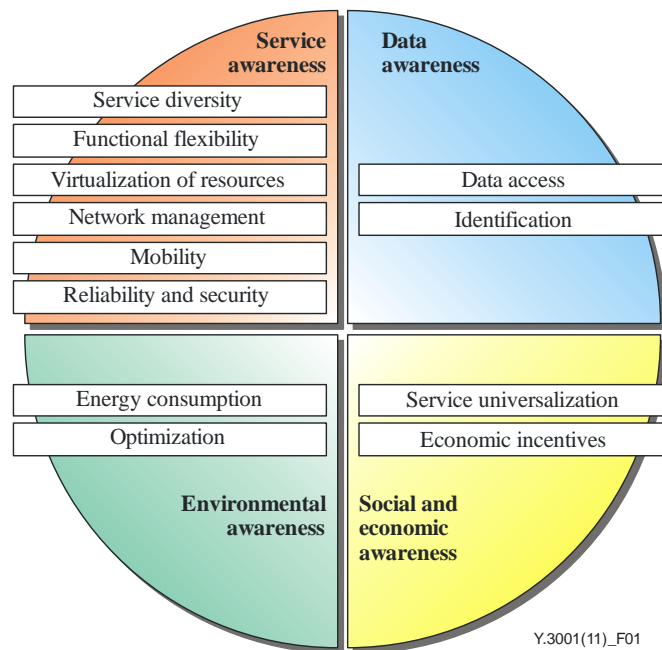 Service
awareness
Service diversity
Functional flexibility
Virtualization of resources
Network management
Mobility
Reliability and security
Data
awareness
Data access
Identification
Energy consumption
Optimization
Environmental
awareness
Service universalization
Economic incentives
Social and
economic
awareness
Y.3001(11)_F01